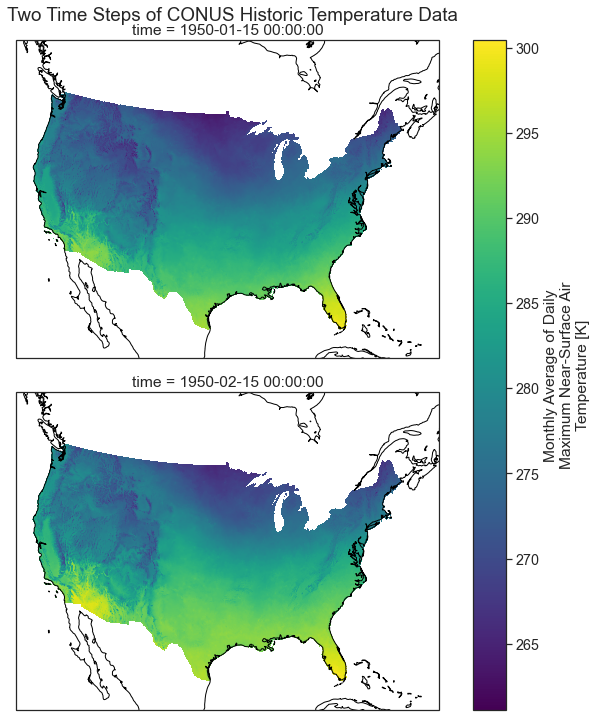 Two Time Steps of CONUS Historic Temperature Data
time = 1950-01-15 00:00:00
300
295
290
285
280
275
270
265
Monthly Average of Daily
Maximum Near-Surface Air
Temperature [K]
time = 1950-02-15 00:00:00